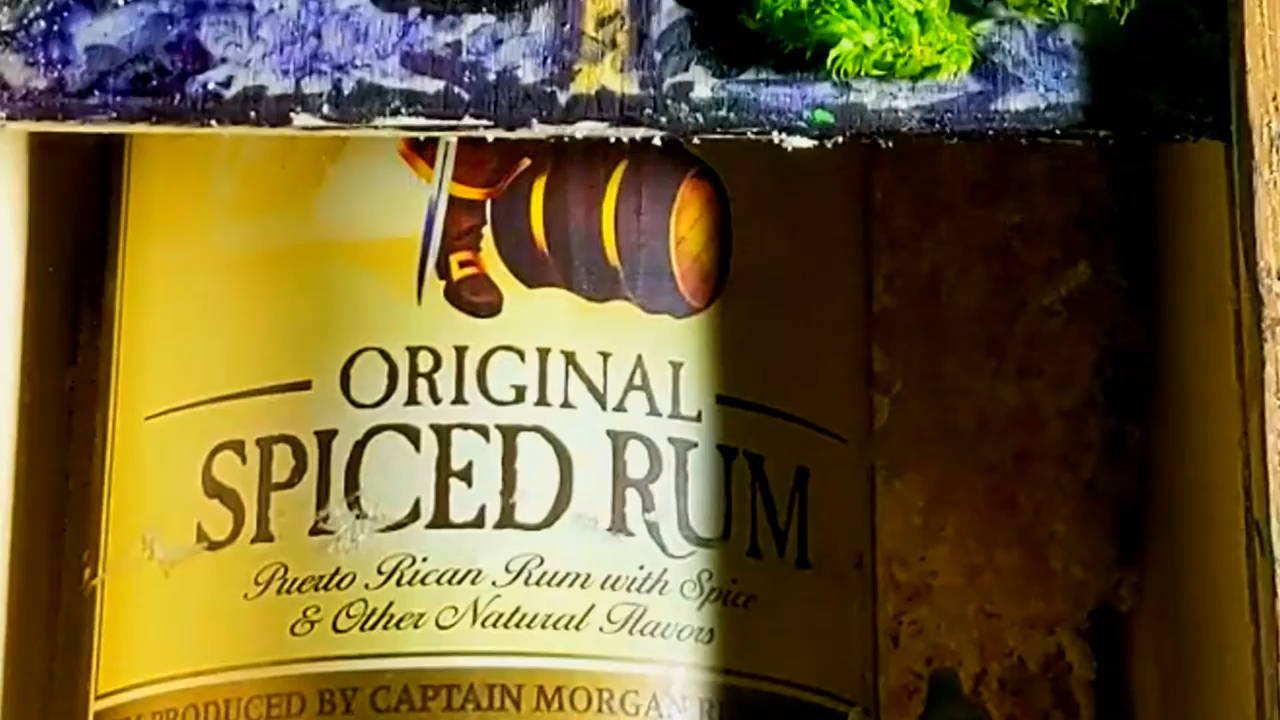 ORIGINAL
SPICED RUM
Puerto Rican Rum with Spice
& Other Natural Flavors
PRODUCED BY CAPTAIN MORGAN